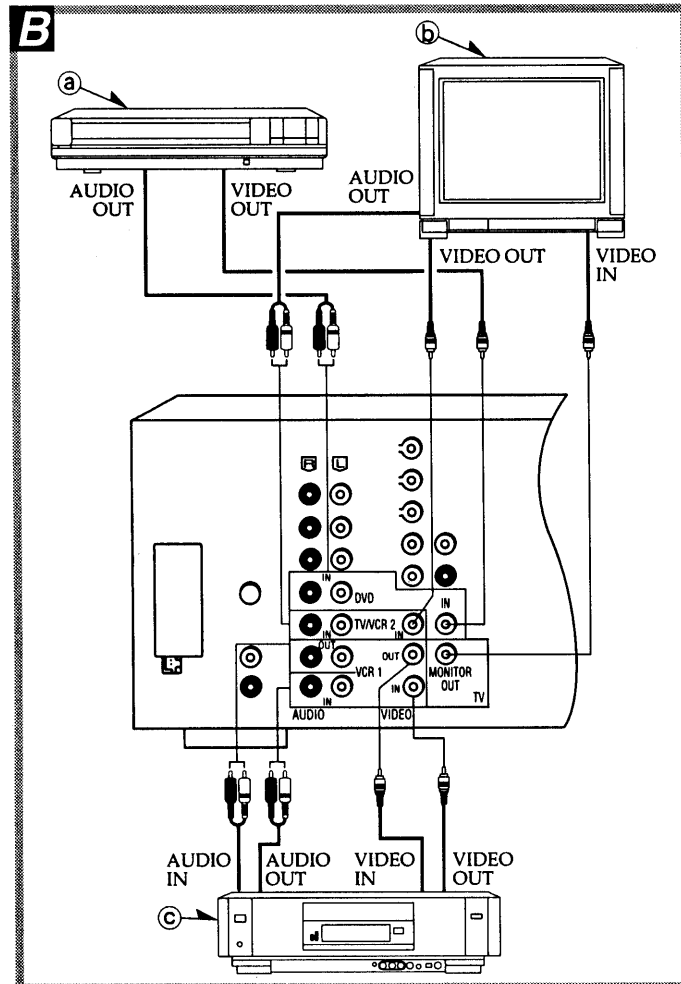 B
a
b
AUDIO OUT
VIDEO OUT
AUDIO OUT
VIDEO OUT
VIDEO IN
R L
IN
DVD
IN
TV/VCR 2
IN
IN
OUT
OUT
VCR 1
MONITOR OUT
IN
IN
TV
AUDIO
VIDEO
AUDIO IN
AUDIO OUT
VIDEO IN
VIDEO OUT
c